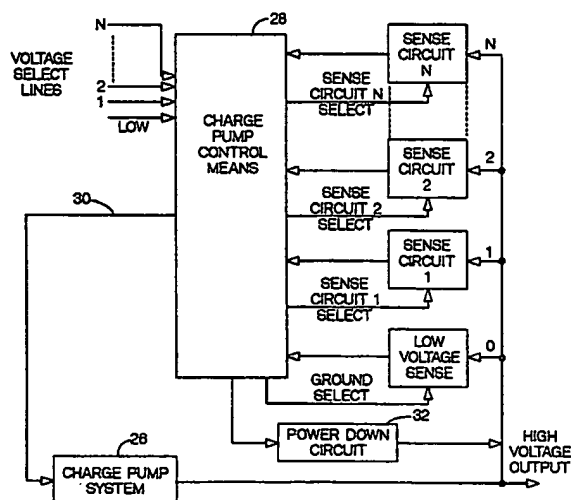 N
VOLTAGE
SELECT
LINES
2
1
LOW
28
CHARGE
PUMP
CONTROL
MEANS
SENSE
CIRCUIT
N
N
SENSE
CIRCUIT N
SELECT
SENSE
CIRCUIT
2
2
SENSE
CIRCUIT 2
SELECT
30
SENSE
CIRCUIT
1
1
SENSE
CIRCUIT 1
SELECT
LOW
VOLTAGE
SENSE
0
GROUND
SELECT
32
POWER DOWN
CIRCUIT
HIGH
VOLTAGE
OUTPUT
26
CHARGE PUMP
SYSTEM